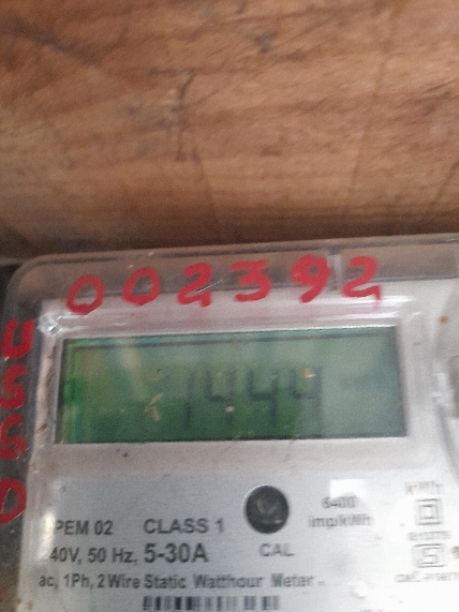 002392
1444
PEM 02 CLASS 1
6400
imp/kWh
kWh
40V, 50 Hz, 5-30A
CAL
ac, 1Ph, 2 Wire Static Watthour Meter